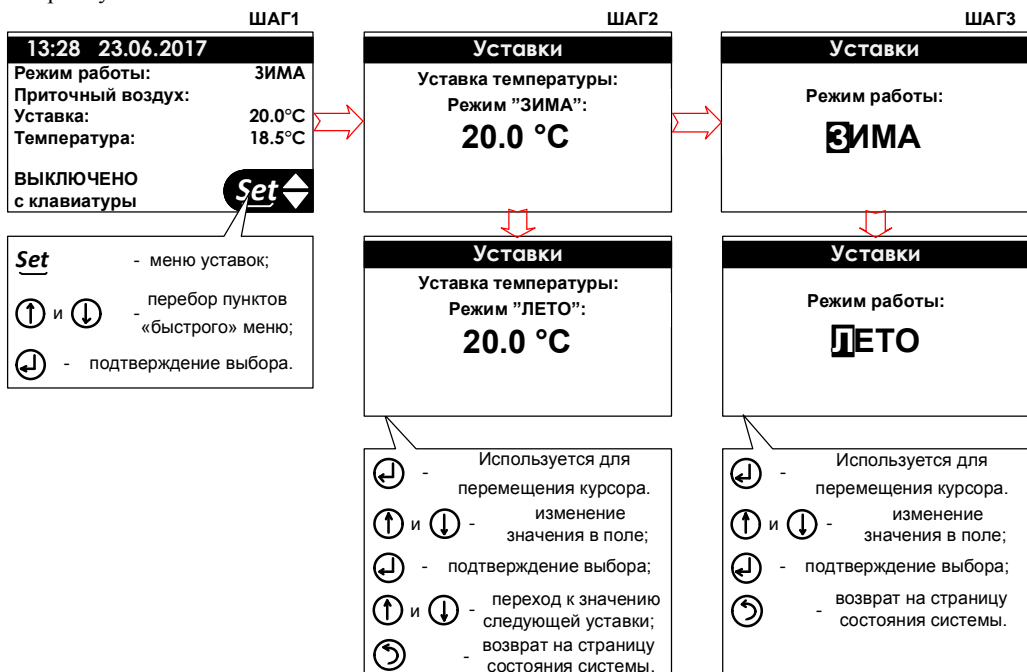 ШАГ1
13:28 23.06.2017
Режим работы: ЗИМА
Приточный воздух:
Уставка: 20.0°C
Температура: 18.5°C
ВЫКЛЮЧЕНО
с клавиатуры
Set
Set - меню уставок;
и - перебор пунктов
«быстрого» меню;
- подтверждение выбора.
ШАГ2
Уставки
Уставка температуры:
Режим "ЗИМА":
20.0 °C
Уставки
Уставка температуры:
Режим "ЛЕТО":
20.0 °C
- Используется для
перемещения курсора.
и - изменение
значения в поле;
- подтверждение выбора;
и - переход к значению
следующей уставки;
- возврат на страницу
состояния системы.
ШАГ3
Уставки
Режим работы:
ЗИМА
Уставки
Режим работы:
ЛЕТО
- Используется для
перемещения курсора.
и - изменение
значения в поле;
- подтверждение выбора;
- возврат на страницу
состояния системы.